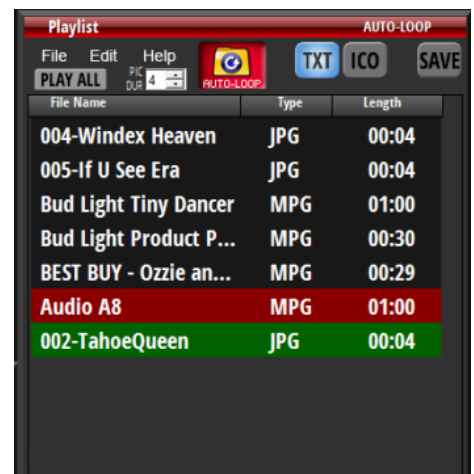 Playlist AUTO-LOOP
File Edit Help
PLAY ALL PIC DUR 4 AUTO-LOOP TXT ICO SAVE
File Name Type Length
004-Windex Heaven JPG 00:04
005-If U See Era JPG 00:04
Bud Light Tiny Dancer MPG 01:00
Bud Light Product P... MPG 00:30
BEST BUY - Ozzie an... MPG 00:29
Audio A8 MPG 01:00
002-TahoeQueen JPG 00:04